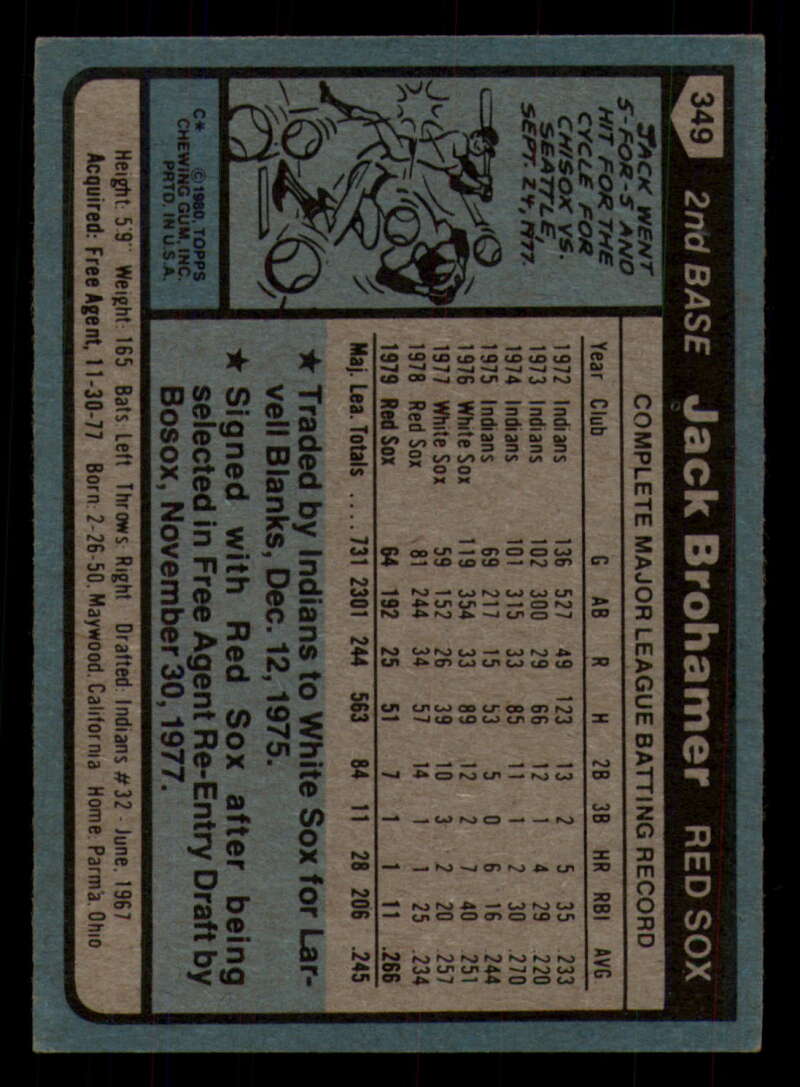 349 2nd BASE Jack Brohamer RED SOX
JACK WENT
5-FOR-5 AND
HIT FOR THE
CYCLE FOR
CHISOX VS.
SEATTLE,
SEPT. 24, 1977.
C* © 1980, TOPPS
CHEWING GUM, INC.
PRTD. IN U.S.A.
COMPLETE MAJOR LEAGUE BATTING RECORD
Year Club G AB R H 2B 3B HR RBI AVG
1972 Indians 136 527 49 123 13 2 5 35 .233
1973 Indians 102 300 29 66 12 1 4 29 .220
1974 Indians 101 315 33 85 11 1 2 30 .270
1975 Indians 69 217 15 53 5 0 6 16 .244
1976 White Sox 119 354 33 89 12 2 7 40 .251
1977 White Sox 59 152 26 39 10 3 2 20 .257
1978 Red Sox 81 244 34 57 14 1 1 25 .234
1979 Red Sox 64 192 25 51 7 1 1 11 .266
Maj. Lea. Totals .... 731 2301 244 563 84 11 28 206 .245
★ Traded by Indians to White Sox for Lar-
vell Blanks, Dec. 12, 1975.
★ Signed with Red Sox after being
selected in Free Agent Re-Entry Draft by
Bosox, November 30, 1977.
Height: 5'9" Weight: 165 Bats: Left Throws: Right Drafted: Indians #32 - June, 1967
Acquired: Free Agent, 11-30-77 Born: 2-26-50, Maywood, California Home: Parma, Ohio